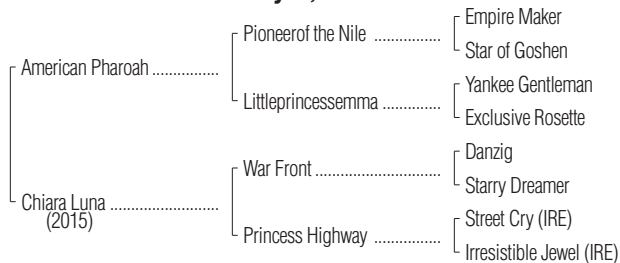 Empire Maker
Pioneerof the Nile ................
Star of Goshen
American Pharoah ................
Yankee Gentleman
Littleprincessemma ..............
Exclusive Rosette
Danzig
War Front ..............................
Starry Dreamer
Chiara Luna ..........................
(2015)
Street Cry (IRE)
Princess Highway ................
Irresistible Jewel (IRE)